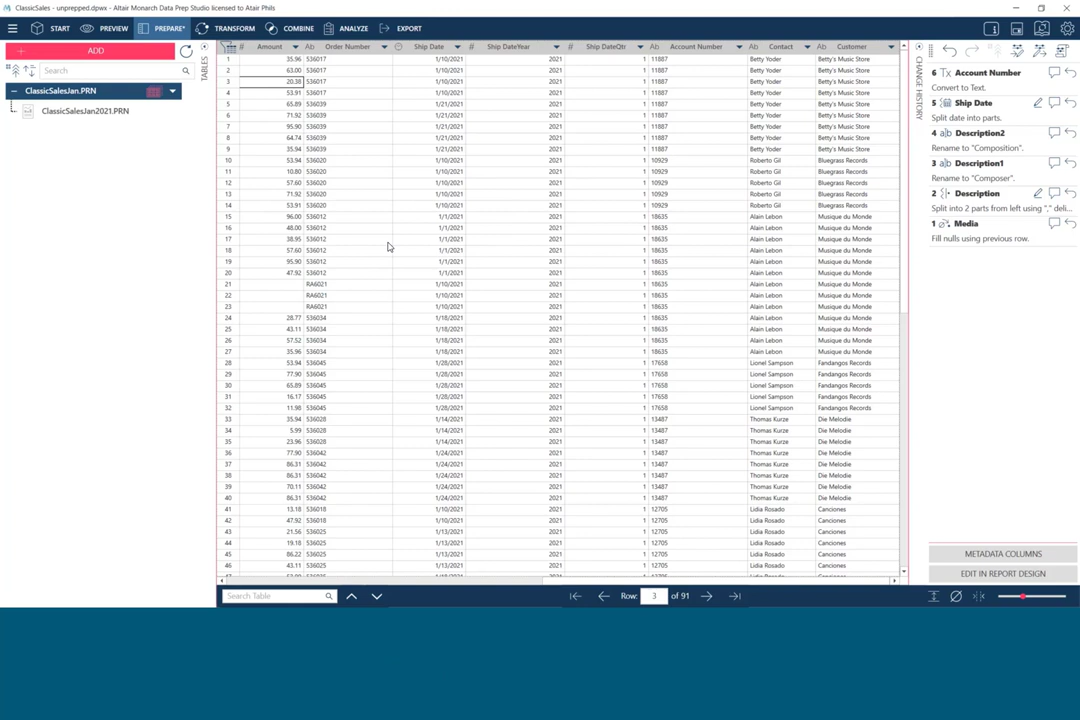 ClassicSales - unprepped.dpwx - Altair Monarch Data Prep Studio licensed to Atair Phils
START PREVIEW PREPARE* TRANSFORM COMBINE ANALYZE EXPORT
ADD
Search
ClassicSalesJan.PRN
ClassicSalesJan2021.PRN
TABLES
# Amount Ab Order Number Ship Date # Ship DateYear # Ship DateQtr Ab Account Number Ab Contact Ab Customer
1 35.96 536017 1/10/2021 2021 1 11887 Betty Yoder Betty's Music Store
2 63.00 536017 1/10/2021 2021 1 11887 Betty Yoder Betty's Music Store
3 20.38 536017 1/10/2021 2021 1 11887 Betty Yoder Betty's Music Store
4 53.91 536017 1/10/2021 2021 1 11887 Betty Yoder Betty's Music Store
5 65.89 536039 1/21/2021 2021 1 11887 Betty Yoder Betty's Music Store
6 71.92 536039 1/21/2021 2021 1 11887 Betty Yoder Betty's Music Store
7 95.90 536039 1/21/2021 2021 1 11887 Betty Yoder Betty's Music Store
8 64.74 536039 1/21/2021 2021 1 11887 Betty Yoder Betty's Music Store
9 35.94 536039 1/21/2021 2021 1 11887 Betty Yoder Betty's Music Store
10 53.94 536020 1/10/2021 2021 1 10929 Roberto Gil Bluegrass Records
11 10.80 536020 1/10/2021 2021 1 10929 Roberto Gil Bluegrass Records
12 57.60 536020 1/10/2021 2021 1 10929 Roberto Gil Bluegrass Records
13 71.92 536020 1/10/2021 2021 1 10929 Roberto Gil Bluegrass Records
14 53.91 536020 1/10/2021 2021 1 10929 Roberto Gil Bluegrass Records
15 96.00 536012 1/1/2021 2021 1 18635 Alain Lebon Musique du Monde
16 48.00 536012 1/1/2021 2021 1 18635 Alain Lebon Musique du Monde
17 38.95 536012 1/1/2021 2021 1 18635 Alain Lebon Musique du Monde
18 57.60 536012 1/1/2021 2021 1 18635 Alain Lebon Musique du Monde
19 95.90 536012 1/1/2021 2021 1 18635 Alain Lebon Musique du Monde
20 47.92 536012 1/1/2021 2021 1 18635 Alain Lebon Musique du Monde
21 RA6021 1/10/2021 2021 1 18635 Alain Lebon Musique du Monde
22 RA6021 1/10/2021 2021 1 18635 Alain Lebon Musique du Monde
23 RA6021 1/10/2021 2021 1 18635 Alain Lebon Musique du Monde
24 28.77 536034 1/18/2021 2021 1 18635 Alain Lebon Musique du Monde
25 43.11 536034 1/18/2021 2021 1 18635 Alain Lebon Musique du Monde
26 57.52 536034 1/18/2021 2021 1 18635 Alain Lebon Musique du Monde
27 35.96 536034 1/18/2021 2021 1 18635 Alain Lebon Musique du Monde
28 53.94 536045 1/28/2021 2021 1 17658 Lionel Sampson Fandangos Records
29 77.90 536045 1/28/2021 2021 1 17658 Lionel Sampson Fandangos Records
30 65.89 536045 1/28/2021 2021 1 17658 Lionel Sampson Fandangos Records
31 16.17 536045 1/28/2021 2021 1 17658 Lionel Sampson Fandangos Records
32 11.98 536045 1/28/2021 2021 1 17658 Lionel Sampson Fandangos Records
33 35.94 536028 1/14/2021 2021 1 13487 Thomas Kurze Die Melodie
34 5.99 536028 1/14/2021 2021 1 13487 Thomas Kurze Die Melodie
35 23.96 536028 1/14/2021 2021 1 13487 Thomas Kurze Die Melodie
36 77.90 536042 1/24/2021 2021 1 13487 Thomas Kurze Die Melodie
37 86.31 536042 1/24/2021 2021 1 13487 Thomas Kurze Die Melodie
38 86.31 536042 1/24/2021 2021 1 13487 Thomas Kurze Die Melodie
39 70.11 536042 1/24/2021 2021 1 13487 Thomas Kurze Die Melodie
40 86.31 536042 1/24/2021 2021 1 13487 Thomas Kurze Die Melodie
41 13.18 536018 1/10/2021 2021 1 12705 Lidia Rosado Canciones
42 47.92 536018 1/10/2021 2021 1 12705 Lidia Rosado Canciones
43 21.56 536025 1/13/2021 2021 1 12705 Lidia Rosado Canciones
44 19.18 536025 1/13/2021 2021 1 12705 Lidia Rosado Canciones
45 86.22 536025 1/13/2021 2021 1 12705 Lidia Rosado Canciones
46 43.11 536025 1/13/2021 2021 1 12705 Lidia Rosado Canciones
Search Table
Row: 3 of 91
CHANGE HISTORY
6 Tx Account Number
Convert to Text.
5 Ship Date
Split date into parts.
4 a|b Description2
Rename to "Composition".
3 a|b Description1
Rename to "Composer".
2 Description
Split into 2 parts from left using "," deli...
1 Media
Fill nulls using previous row.
METADATA COLUMNS
EDIT IN REPORT DESIGN